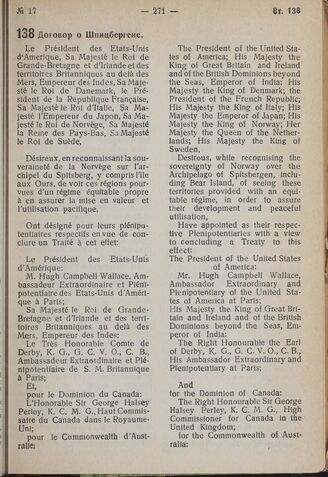 № 17
— 271 —
Ст. 138
138 Договор о Шпицбергене.
Le Président des Etats-Unis
d'Amérique, Sa Majesté le Roi de
Grande-Bretagne et d'Irlande et des
territoires Britanniques au delà des
Mers, Empereur des Indes, Sa Majesté
le Roi de Danemark, le Président
de la République Française,
Sa Majesté le Roi d'Italie, Sa Majesté
l'Empereur du Japon, Sa Majesté
le Roi de Norvège, Sa Majesté
la Reine des Pays-Bas, Sa Majesté
le Roi de Suède,
Désireux, en reconnaissant la souveraineté
de la Norvège sur l'archipel
du Spitsberg, y compris l'île
aux Ours, de voir ces régions pourvues
d'un régime équitable propre
à en assurer la mise en valeur et
l'utilisation pacifique,
Ont désigné pour leurs plénipotentiaires
respectifs en vue de conclure
un Traité à cet effet:
Le Président des Etats-Unis
d'Amérique:
M. Hugh Campbell Wallace, Ambassadeur
Extraordinaire et Plénipotentiaire
des Etats-Unis d'Amérique
à Paris;
Sa Majesté le Roi de Grande-
Bretagne et d'Irlande et des territoires
Britanniques au delà des
Mers, Empereur des Indes:
Le Très Honorable Comte de
Derby, K. G., G. C. V. O., C. B.,
Ambassadeur Extraordinaire et Plénipotentiaire
de S. M. Britannique
à Paris;
Et,
pour le Dominion du Canada:
L'Honorable Sir George Halsey
Perley, K. C. M. G., Haut Commissaire
du Canada dans le Royaume-
Uni;
pour le Commonwealth d'Australie:
The President of the United States
of America; His Majesty the
King of Great Britain and Ireland
and of the British Dominions beyond
the Seas, Emperor of India; His
Majesty the King of Denmark; the
President of the French Republic;
His Majesty the King of Italy; His
Majesty the Emperor of Japan; His
Majesty the King of Norway; Her
Majesty the Queen of the Netherlands;
His Majesty the King of
Sweden,
Desirous, while recognising the
sovereignty of Norway over the
Archipelago of Spitsbergen, including
Bear Island, of seeing these
territories provided with an equitable
régime, in order to assure
their development and peaceful
utilisation,
Have appointed as their respective
Plenipotentiaries with a view
to concluding a Treaty to this
effect:
The President of the United States
of America:
Mr. Hugh Campbell Wallace,
Ambassador Extraordinary and
Plenipotentiary of the United States
of America at Paris;
His Majesty the King of Great Britain
and Ireland and of the British
Dominions beyond the Seas, Emperor
of India:
The Right Honourable the Earl
of Derby, K. G., G. C. V. O., C. B.,
His Ambassador Extraordinary and
Plenipotentiary at Paris;
And
for the Dominion of Canada:
The Right Honourable Sir George
Halsey Perley, K. C. M. G., High
Commissioner for Canada in the
United Kingdom;
for the Commonwealth of Australia: